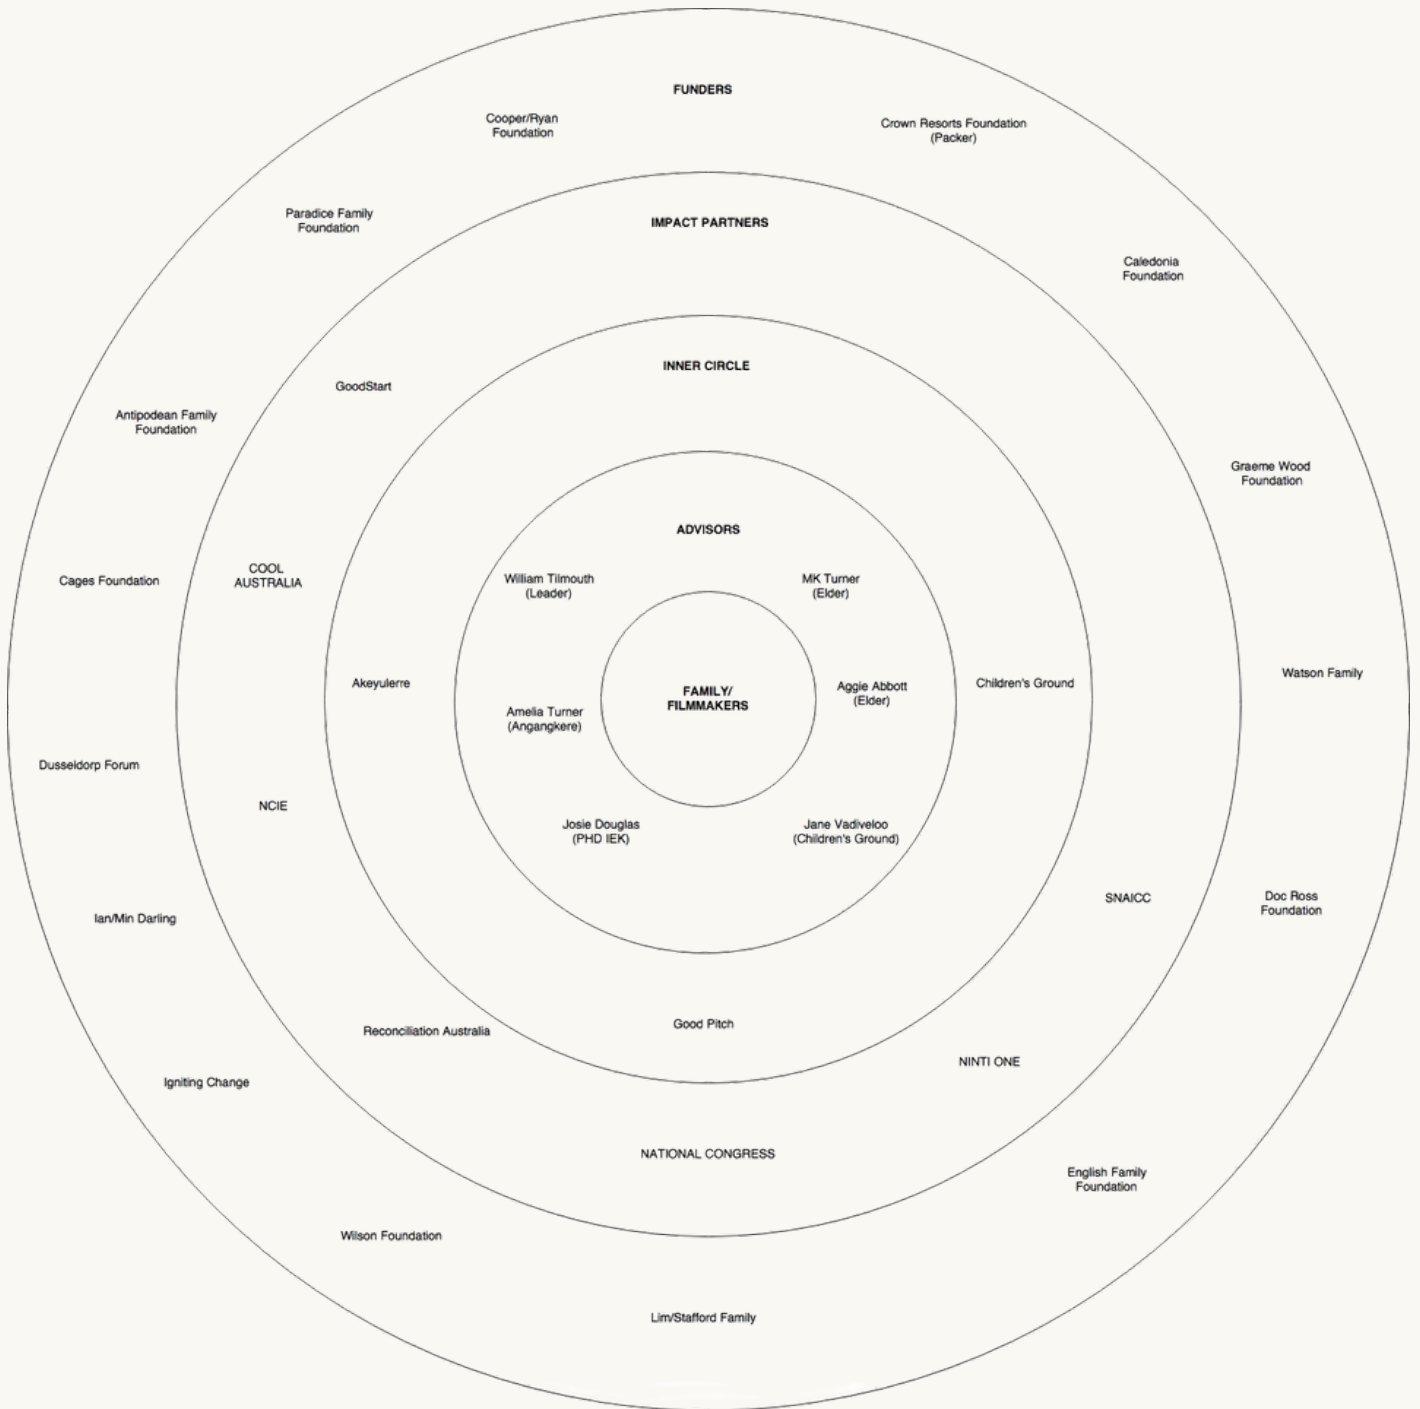 FUNDERS
Cooper/Ryan
Foundation
Crown Resorts Foundation
(Packer)
Paradice Family
Foundation
IMPACT PARTNERS
Caledonia
Foundation
INNER CIRCLE
GoodStart
Antipodean Family
Foundation
Graeme Wood
Foundation
ADVISORS
Cages Foundation
COOL
AUSTRALIA
William Tilmouth
(Leader)
MK Turner
(Elder)
Akeyulerre
Amelia Turner
(Angangkere)
FAMILY/
FILMMAKERS
Aggie Abbott
(Elder)
Children's Ground
Watson Family
Dusseldorp Forum
NCIE
Josie Douglas
(PHD IEK)
Jane Vadiveloo
(Children's Ground)
Ian/Min Darling
SNAICC
Doc Ross
Foundation
Reconciliation Australia
Good Pitch
NINTI ONE
Igniting Change
NATIONAL CONGRESS
English Family
Foundation
Wilson Foundation
Lim/Stafford Family